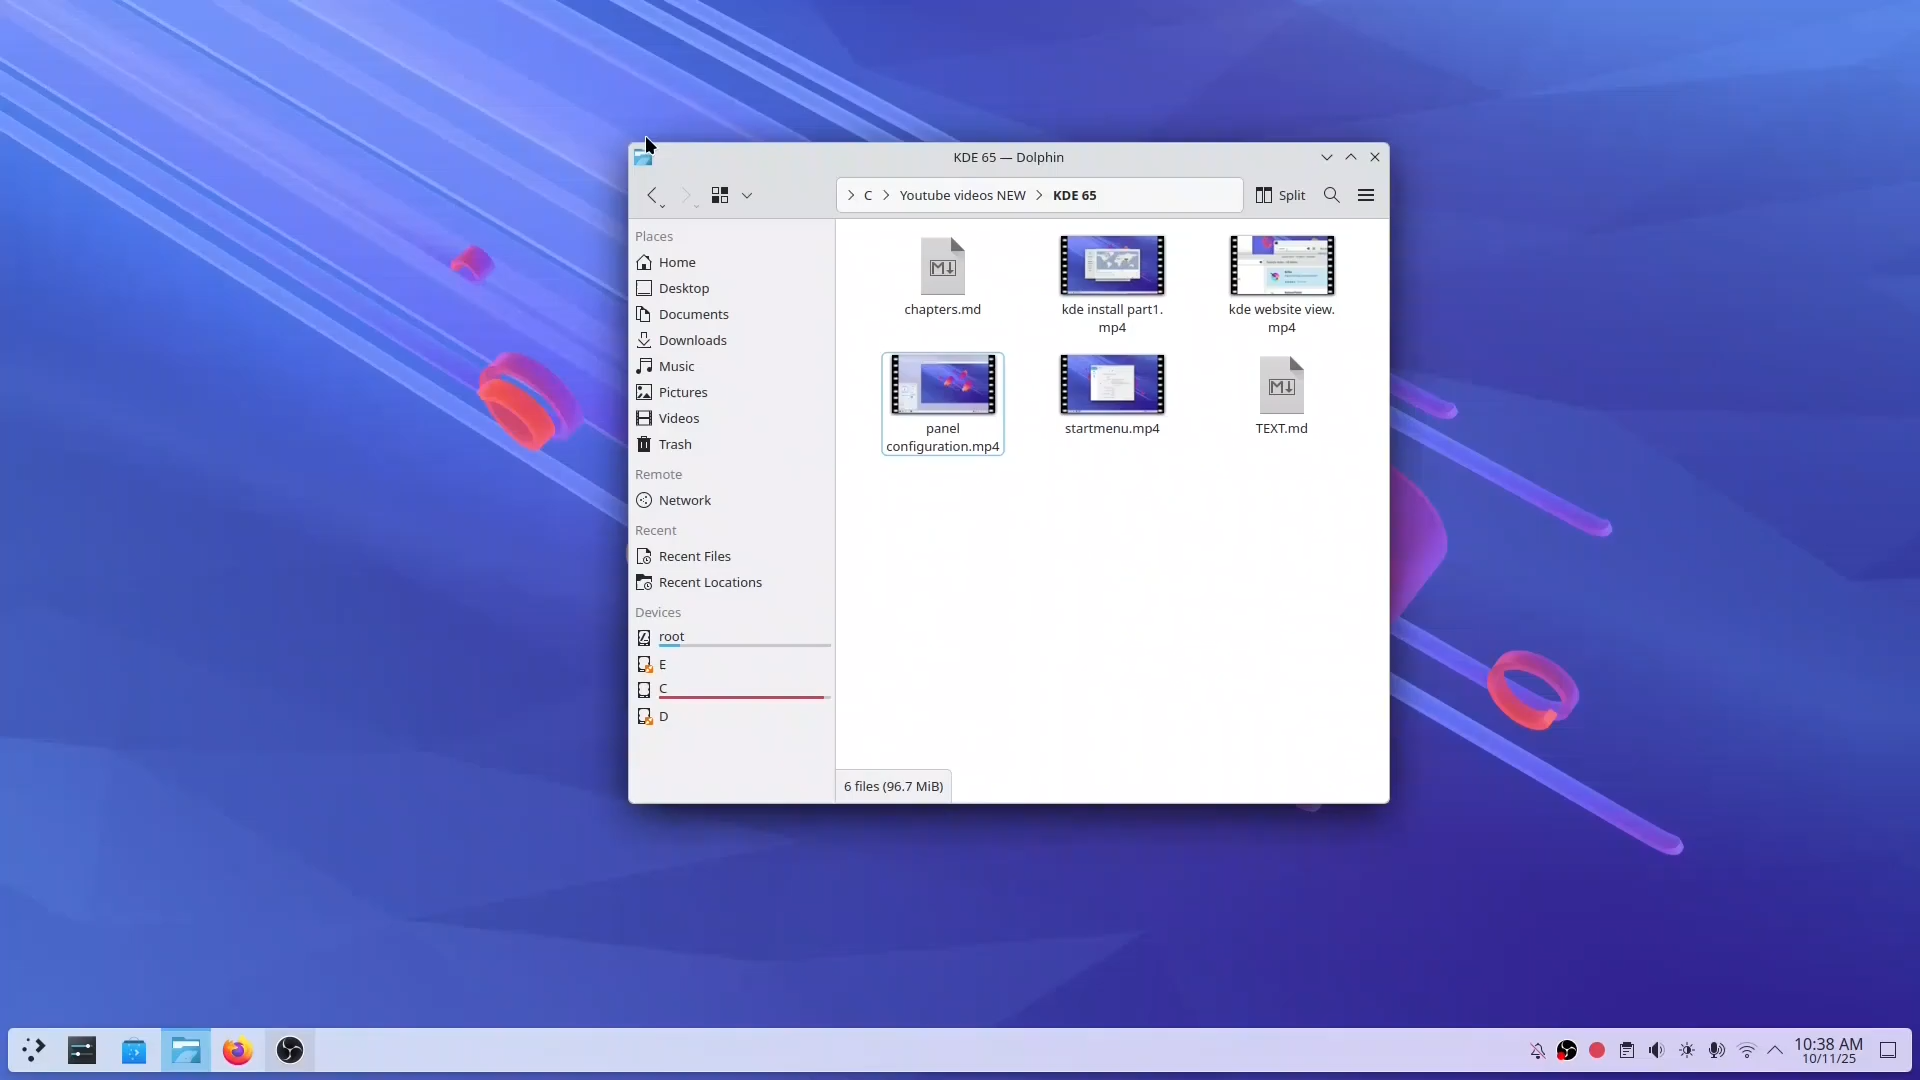 KDE 65 — Dolphin
C
Youtube videos NEW
KDE 65
Split
Places
Home
Desktop
Documents
Downloads
Music
Pictures
Videos
Trash
Remote
Network
Recent
Recent Files
Recent Locations
Devices
root
E
C
D
chapters.md
kde install part1.
mp4
kde website view.
mp4
panel
configuration.mp4
startmenu.mp4
TEXT.md
6 files (96.7 MiB)
10:38 AM
10/11/25